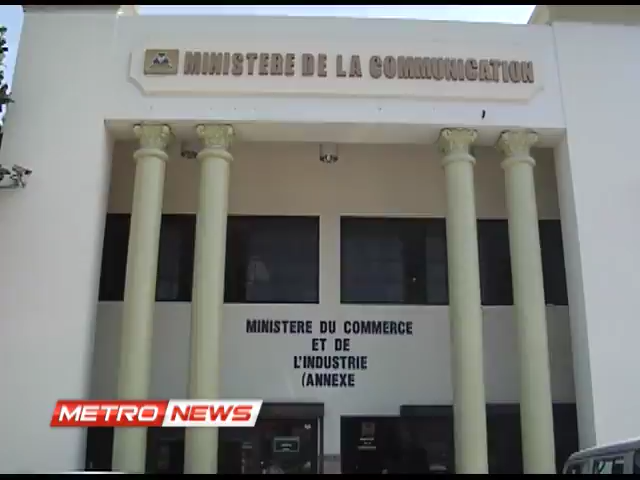 MINISTERE DE LA COMMUNICATION
MINISTERE DU COMMERCE
ET DE
L'INDUSTRIE
(ANNEXE
METRO NEWS